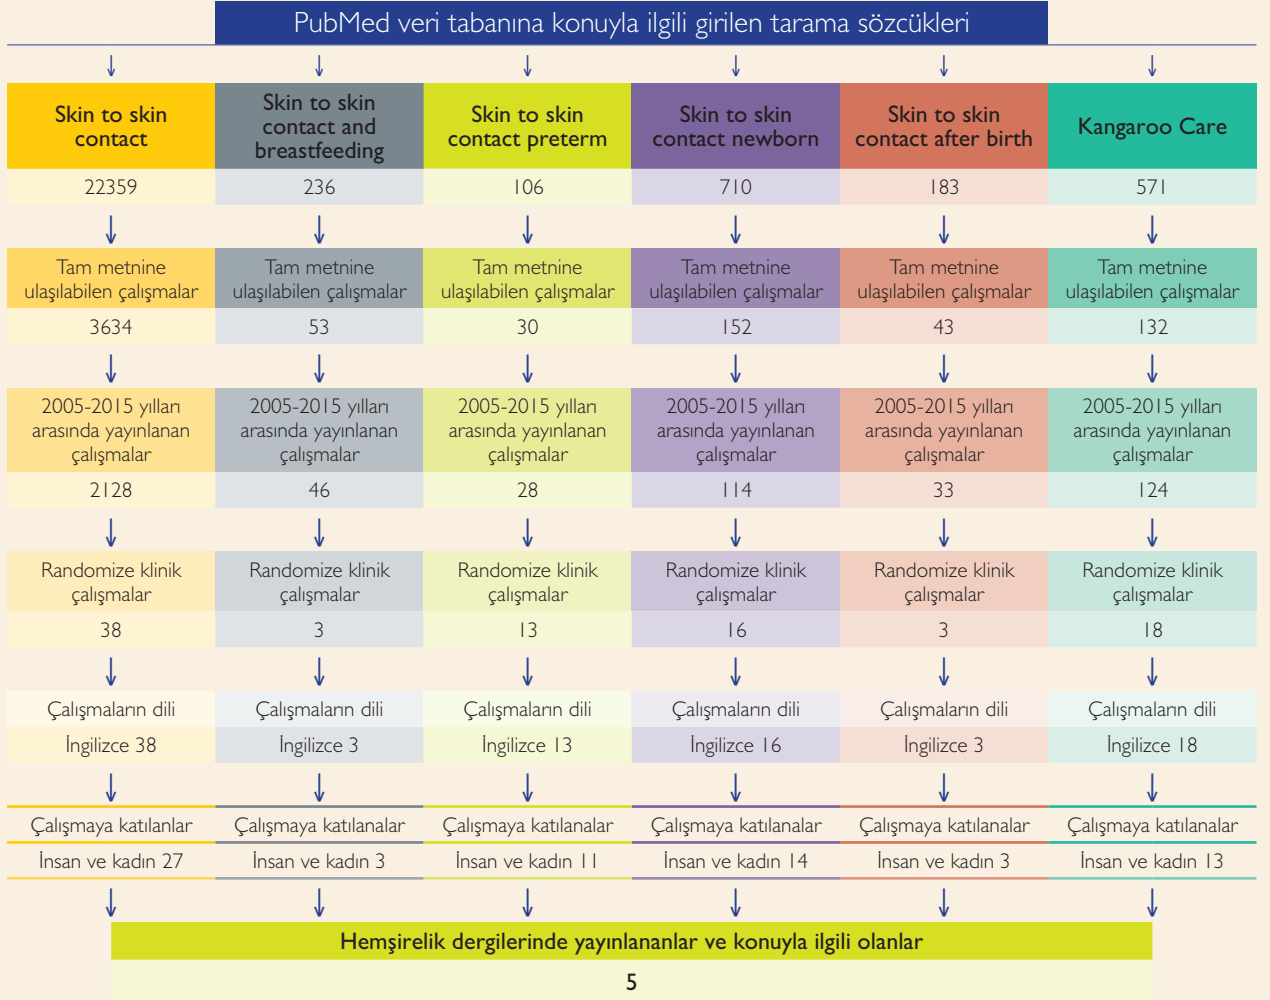 PubMed veri tabanına konuyla ilgili girilen tarama sözcükleri
Skin to skin
contact
Skin to skin
contact and
breastfeeding
Skin to skin
contact preterm
Skin to skin
contact newborn
Skin to skin
contact after birth
Kangaroo Care
22359
236
106
710
183
571
Tam metnine
ulaşılabilen çalışmalar
Tam metnine
ulaşılabilen çalışmalar
Tam metnine
ulaşılabilen çalışmalar
Tam metnine
ulaşılabilen çalışmalar
Tam metnine
ulaşılabilen çalışmalar
Tam metnine
ulaşılabilen çalışmalar
3634
53
30
152
43
132
2005-2015 yılları
arasında yayınlanan
çalışmalar
2005-2015 yılları
arasında yayınlanan
çalışmalar
2005-2015 yılları
arasında yayınlanan
çalışmalar
2005-2015 yılları
arasında yayınlanan
çalışmalar
2005-2015 yılları
arasında yayınlanan
çalışmalar
2005-2015 yılları
arasında yayınlanan
çalışmalar
2128
46
28
114
33
124
Randomize klinik
çalışmalar
Randomize klinik
çalışmalar
Randomize klinik
çalışmalar
Randomize klinik
çalışmalar
Randomize klinik
çalışmalar
Randomize klinik
çalışmalar
38
3
13
16
3
18
Çalışmaların dili
Çalışmaların dili
Çalışmaların dili
Çalışmaların dili
Çalışmaların dili
Çalışmaların dili
İngilizce 38
İngilizce 3
İngilizce 13
İngilizce 16
İngilizce 3
İngilizce 18
Çalışmaya katılanlar
Çalışmaya katılanalar
Çalışmaya katılanalar
Çalışmaya katılanalar
Çalışmaya katılanalar
Çalışmaya katılanalar
İnsan ve kadın 27
İnsan ve kadın 3
İnsan ve kadın 11
İnsan ve kadın 14
İnsan ve kadın 3
İnsan ve kadın 13
Hemşirelik dergilerinde yayınlananlar ve konuyla ilgili olanlar
5